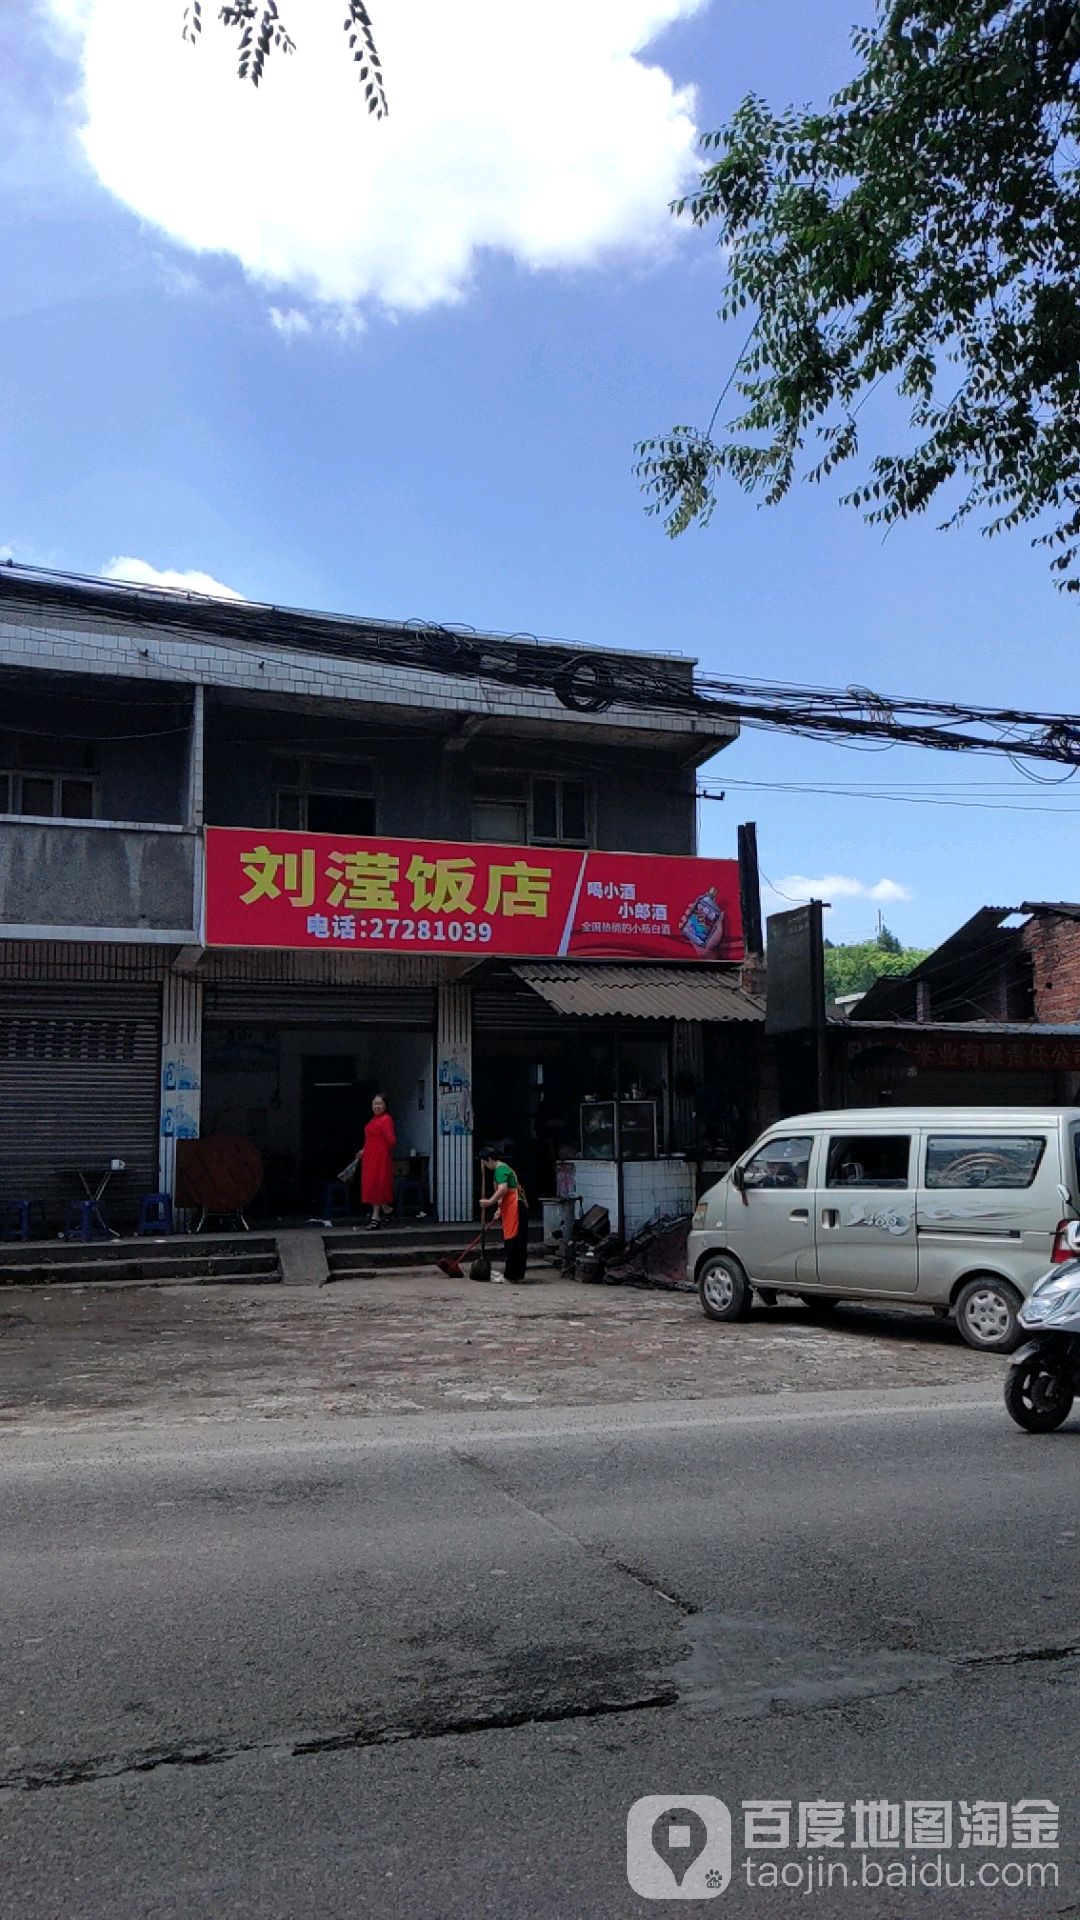 刘滢饭店
电话:27281039
喝小酒
小郎酒
全国热销的小瓶白酒
米业有限责任公司
百度地图淘金
taojin.baidu.com